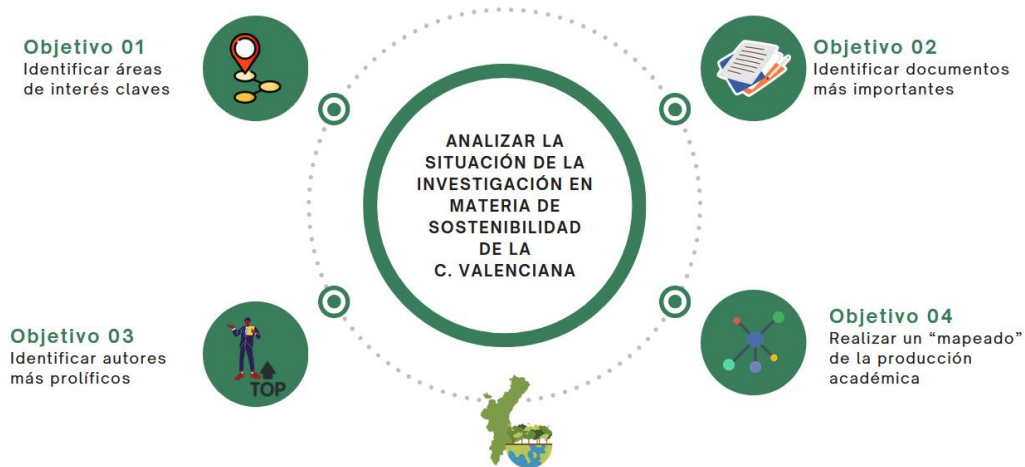 Objetivo 01
Identificar áreas
de interés claves
Objetivo 02
Identificar documentos
más importantes
ANALIZAR LA
SITUACIÓN DE LA
INVESTIGACIÓN EN
MATERIA DE
SOSTENIBILIDAD
DE LA
C. VALENCIANA
Objetivo 03
Identificar autores
más prolíficos
TOP
Objetivo 04
Realizar un “mapeado”
de la producción
académica